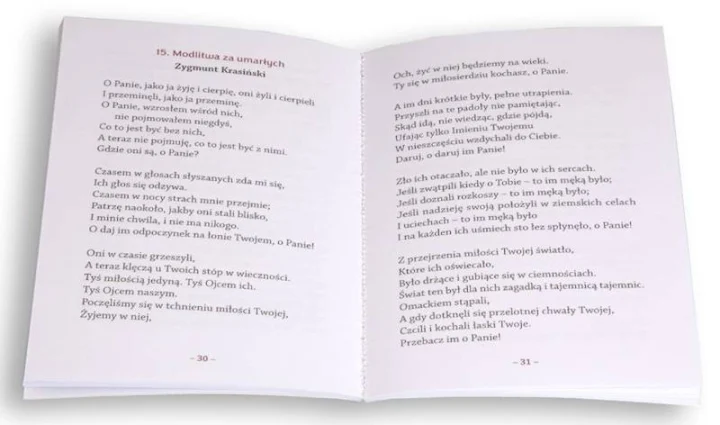 15. Modlitwa za umarłych
Zygmunt Krasiński
O Panie, jako ja żyję i cierpię, oni żyli i cierpieli
I przeminęli, jako ja przeminę.
O Panie, wzrosłem wśród nich,
nie pojmowałem niegdyś,
Co to jest być bez nich,
A teraz nie pojmuję, co to jest być z nimi.
Gdzie oni są, o Panie?
Czasem w głosach słyszanych zda mi się,
Ich głos się odzywa.
Czasem w nocy strach mnie przejmie;
Patrzę naokoło, jakby oni stali blisko,
I minie chwila, i nie ma nikogo.
O daj im odpoczynek na łonie Twojem, o Panie!
Oni w czasie grzeszyli,
A teraz klęczą u Twoich stóp w wieczności.
Tyś miłością jedyną. Tyś Ojcem ich.
Tyś Ojcem naszym.
Poczęliśmy się w tchnieniu miłości Twojej,
Żyjemy w niej,
– 30 –
Och, żyć w niej będziemy na wieki.
Ty się w miłosierdziu kochasz, o Panie.
A im dni krótkie były, pełne utrapienia.
Przyszli na te padoły nie pamiętając,
Skąd idą, nie wiedząc, gdzie pójdą,
Ufając tylko Imieniu Twojemu
W nieszczęściu wzdychali do Ciebie.
Daruj, o daruj im Panie!
Zło ich otaczało, ale nie było w ich sercach.
Jeśli zwątpili kiedy o Tobie – to im męką było;
Jeśli doznali rozkoszy – to im męką było;
Jeśli nadzieję swoją położyli w ziemskich celach
I uciechach – to im męką było
I na każden ich uśmiech sto łez spłynęło, o Panie!
Z przejrzenia miłości Twojej światło,
Które ich oświecało,
Było drżące i gubiące się w ciemnościach.
Świat ten był dla nich zagadką i tajemnicą tajemnic.
Omackiem stąpali,
A gdy dotknęli się przelotnej chwały Twojej,
Czcili i kochali łaski Twoje.
Przebacz im o Panie!
– 31 –